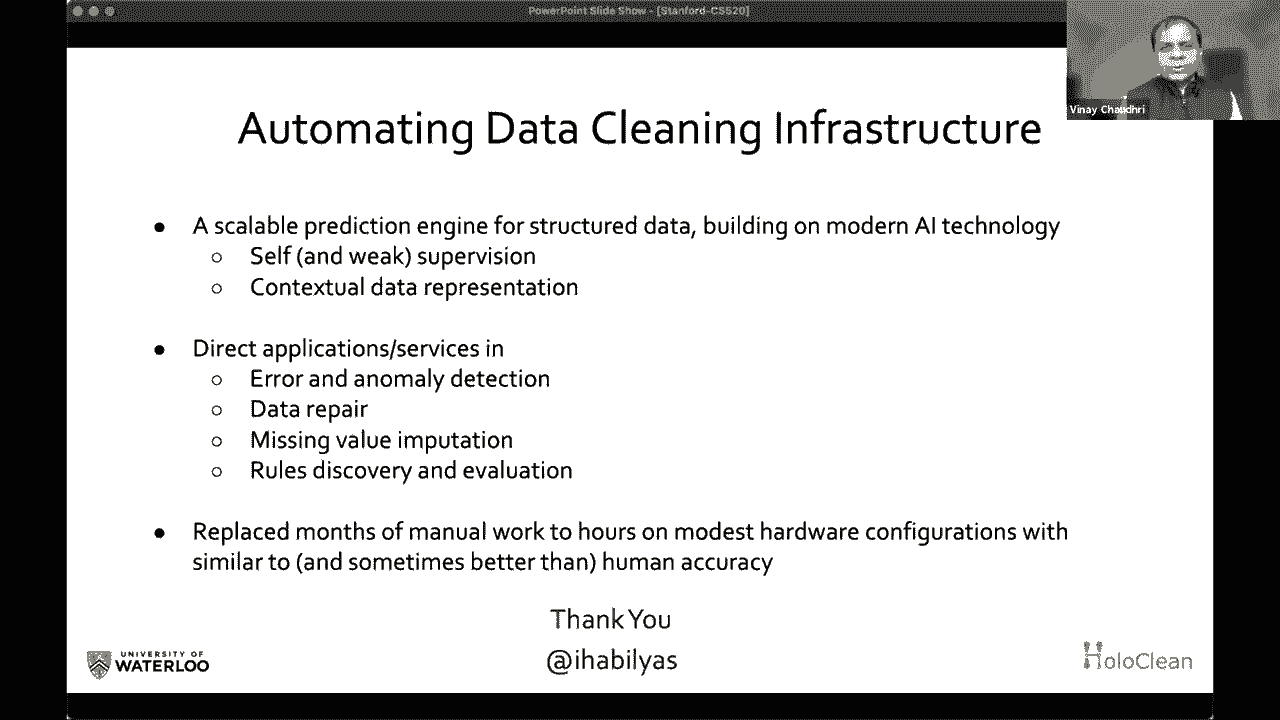 PowerPoint Slide Show - [Stanford-CS520]
Vinay Chaudhri
Automating Data Cleaning Infrastructure
● A scalable prediction engine for structured data, building on modern AI technology
○ Self (and weak) supervision
○ Contextual data representation
● Direct applications/services in
○ Error and anomaly detection
○ Data repair
○ Missing value imputation
○ Rules discovery and evaluation
● Replaced months of manual work to hours on modest hardware configurations with
similar to (and sometimes better than) human accuracy
Thank You
@ihabilyas
UNIVERSITY OF
WATERLOO
HoloClean